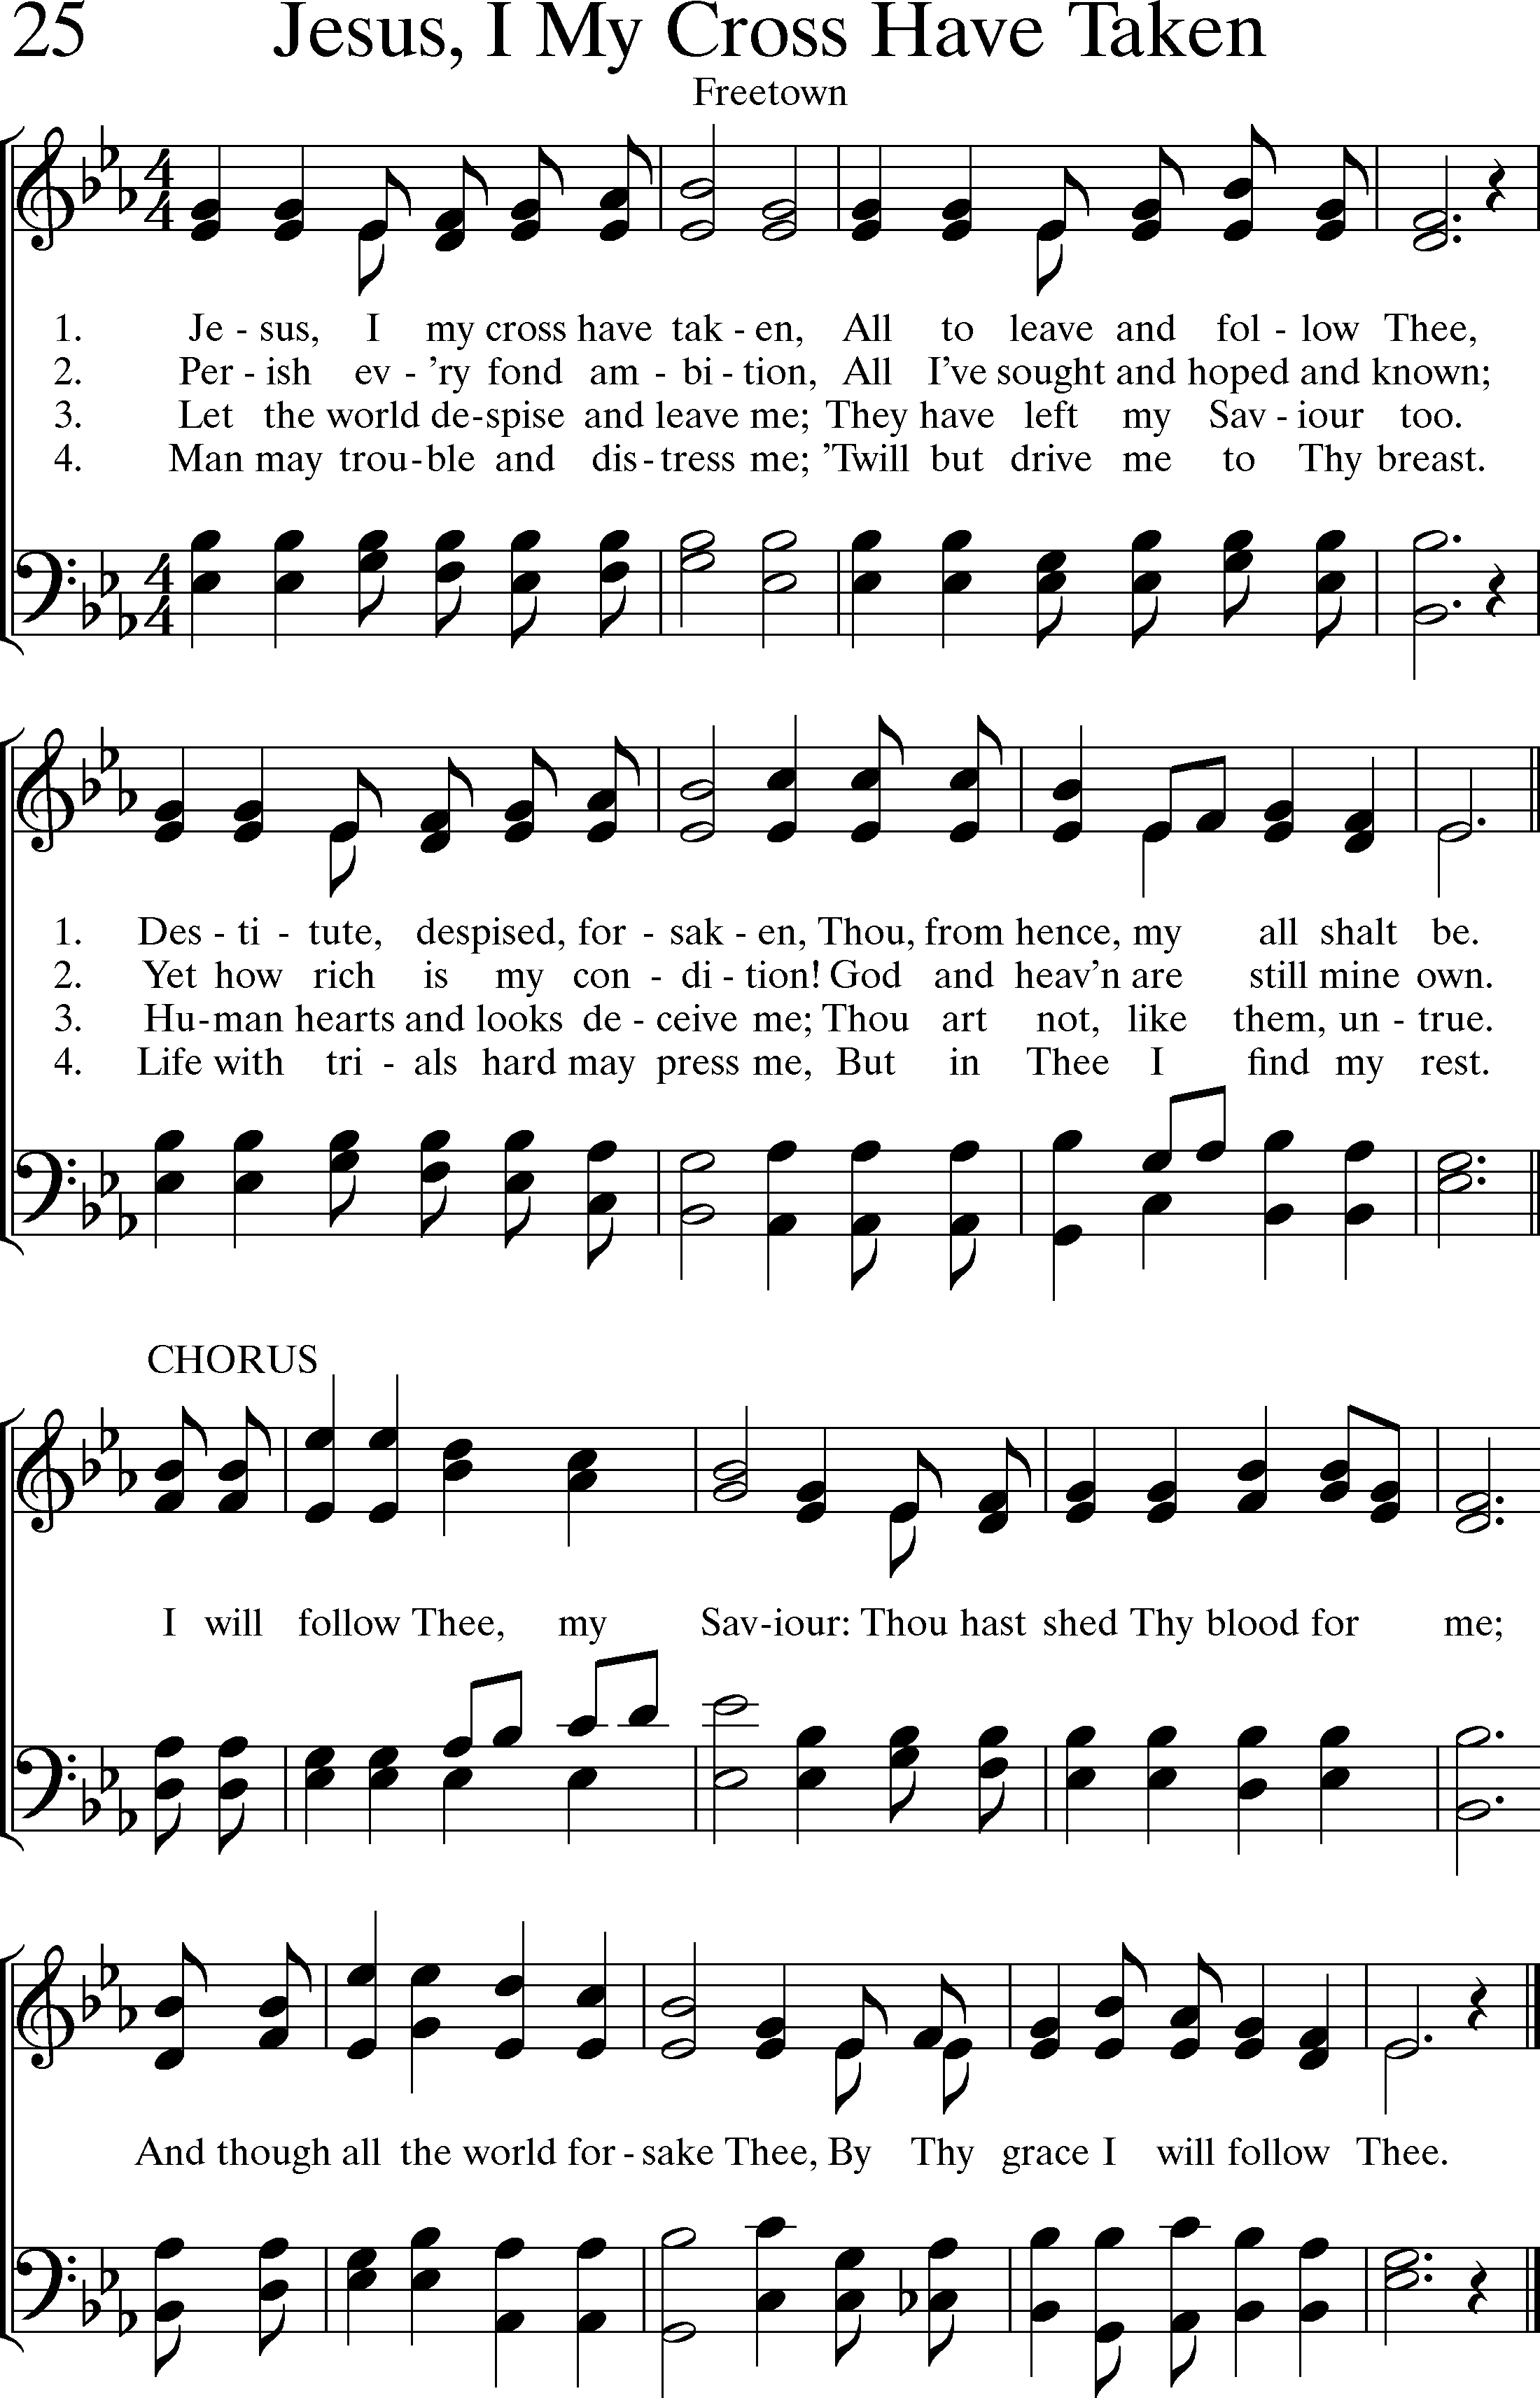 25 Jesus, I My Cross Have Taken
Freetown
1. Je - sus, I my cross have tak - en, All to leave and fol - low Thee,
2. Per - ish ev - 'ry fond am - bi - tion, All I've sought and hoped and known;
3. Let the world de - spise and leave me; They have left my Sav - iour too.
4. Man may trou - ble and dis - tress me; 'Twill but drive me to Thy breast.
1. Des - ti - tute, despised, for - sak - en, Thou, from hence, my all shalt be.
2. Yet how rich is my con - di - tion! God and heav'n are still mine own.
3. Hu - man hearts and looks de - ceive me; Thou art not, like them, un - true.
4. Life with tri - als hard may press me, But in Thee I find my rest.
CHORUS
I will follow Thee, my Sav-iour: Thou hast shed Thy blood for me;
And though all the world for - sake Thee, By Thy grace I will follow Thee.